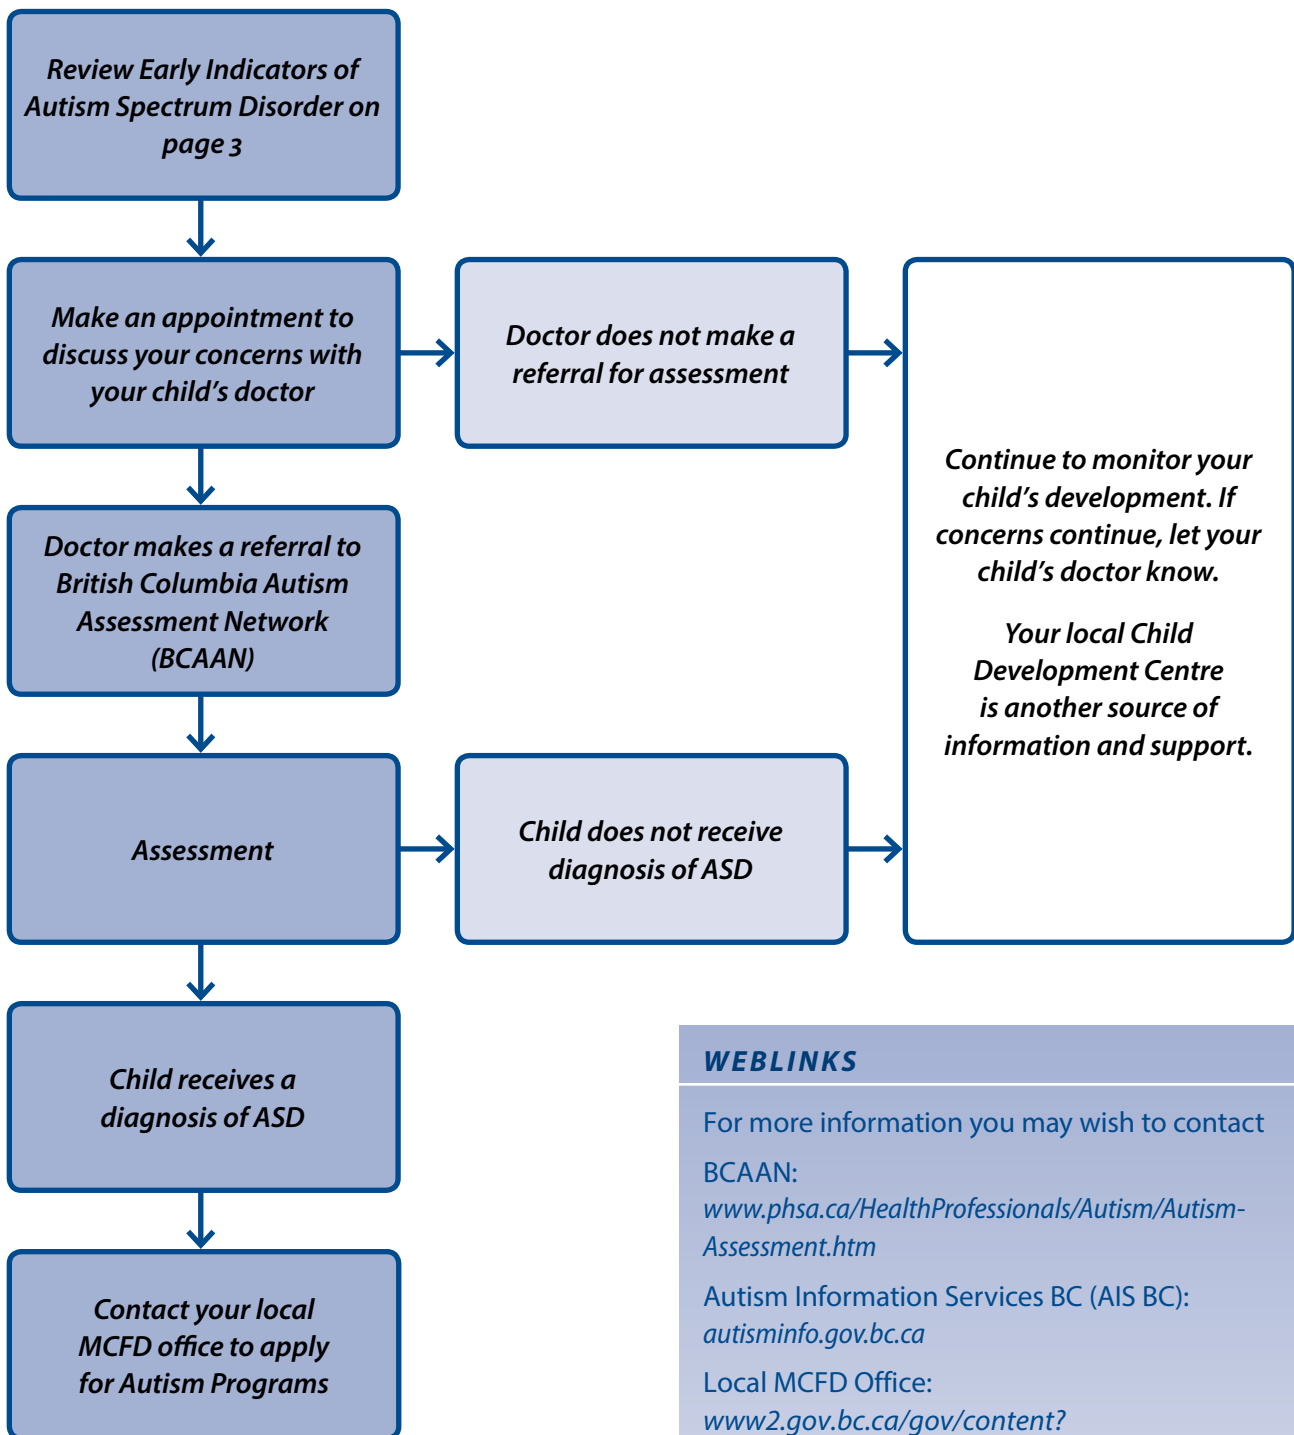 Review Early Indicators of
Autism Spectrum Disorder on
page 3
Make an appointment to
discuss your concerns with
your child’s doctor
Doctor does not make a
referral for assessment
Continue to monitor your
child’s development. If
concerns continue, let your
child’s doctor know.
Your local Child
Development Centre
is another source of
information and support.
Doctor makes a referral to
British Columbia Autism
Assessment Network
(BCAAN)
Assessment
Child does not receive
diagnosis of ASD
Child receives a
diagnosis of ASD
Contact your local
MCFD office to apply
for Autism Programs
WEBLINKS
For more information you may wish to contact
BCAAN:
www.phsa.ca/HealthProfessionals/Autism/Autism-
Assessment.htm
Autism Information Services BC (AIS BC):
autisminfo.gov.bc.ca
Local MCFD Office:
www2.gov.bc.ca/gov/content?